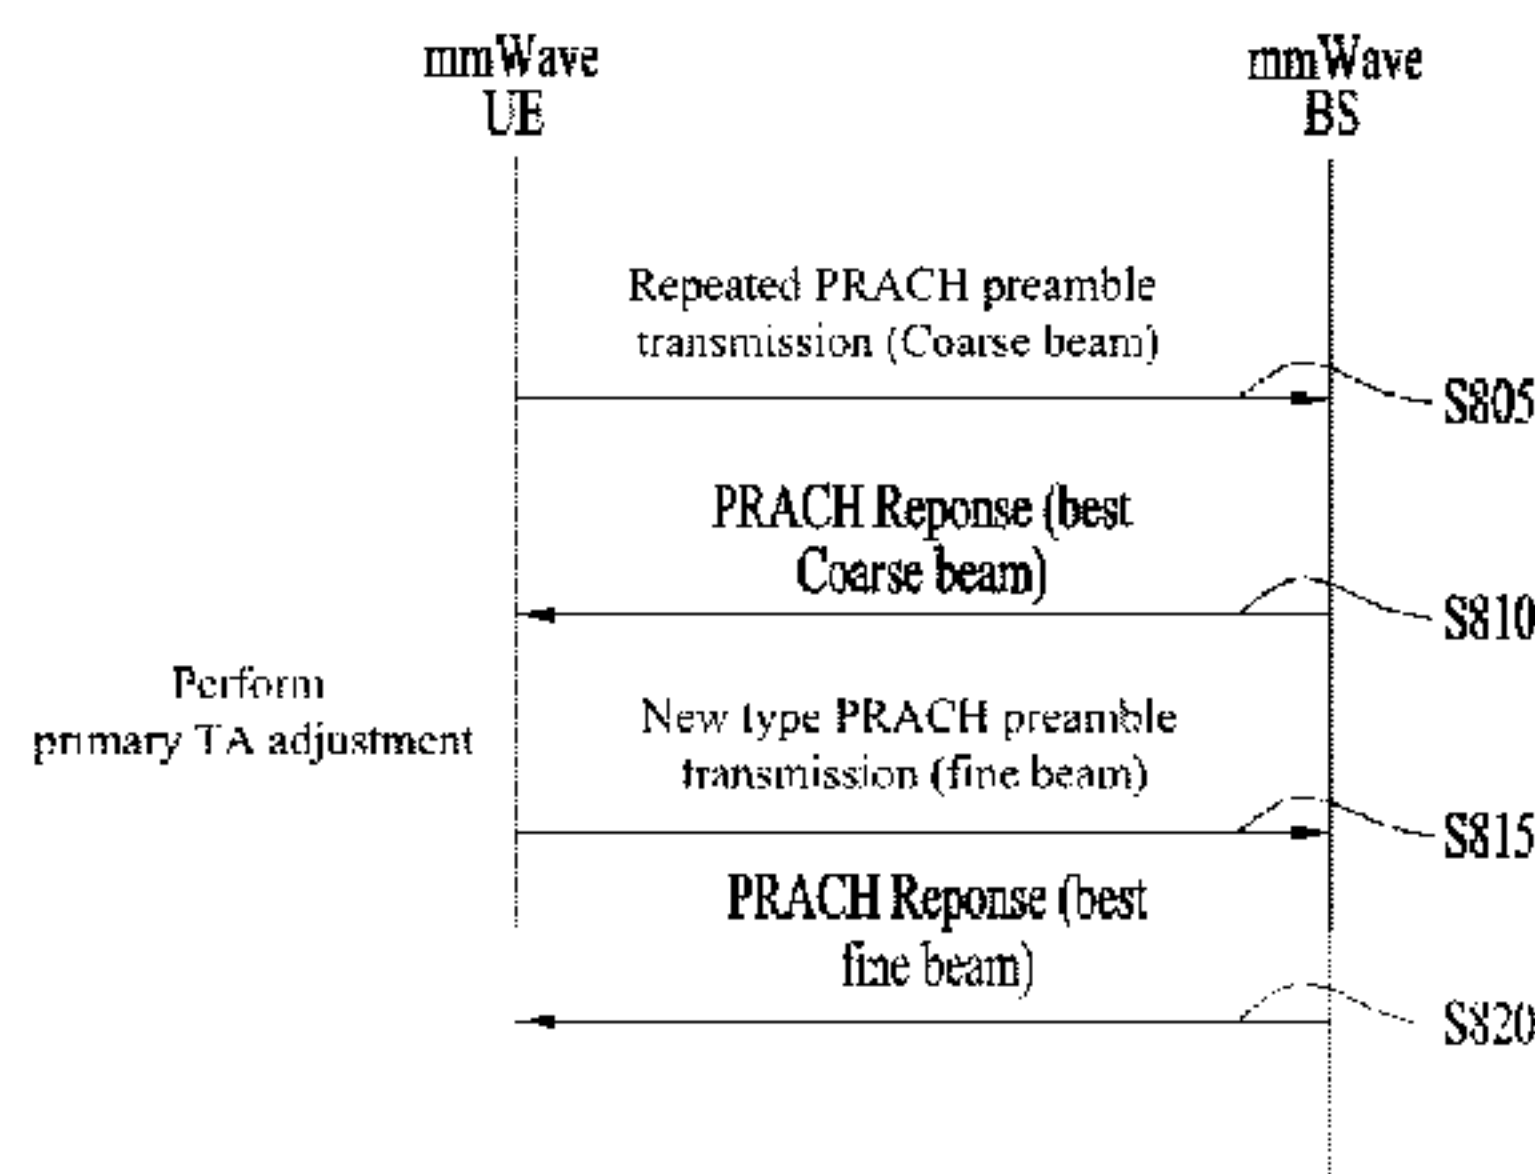 mmWave
UE
mmWave
BS
Repeated PRACH preamble
transmission (Coarse beam)
S805
PRACH Reponse (best
Coarse beam)
S810
Perform
primary TA adjustment
New type PRACH preamble
transmission (fine beam)
S815
PRACH Reponse (best
fine beam)
S820